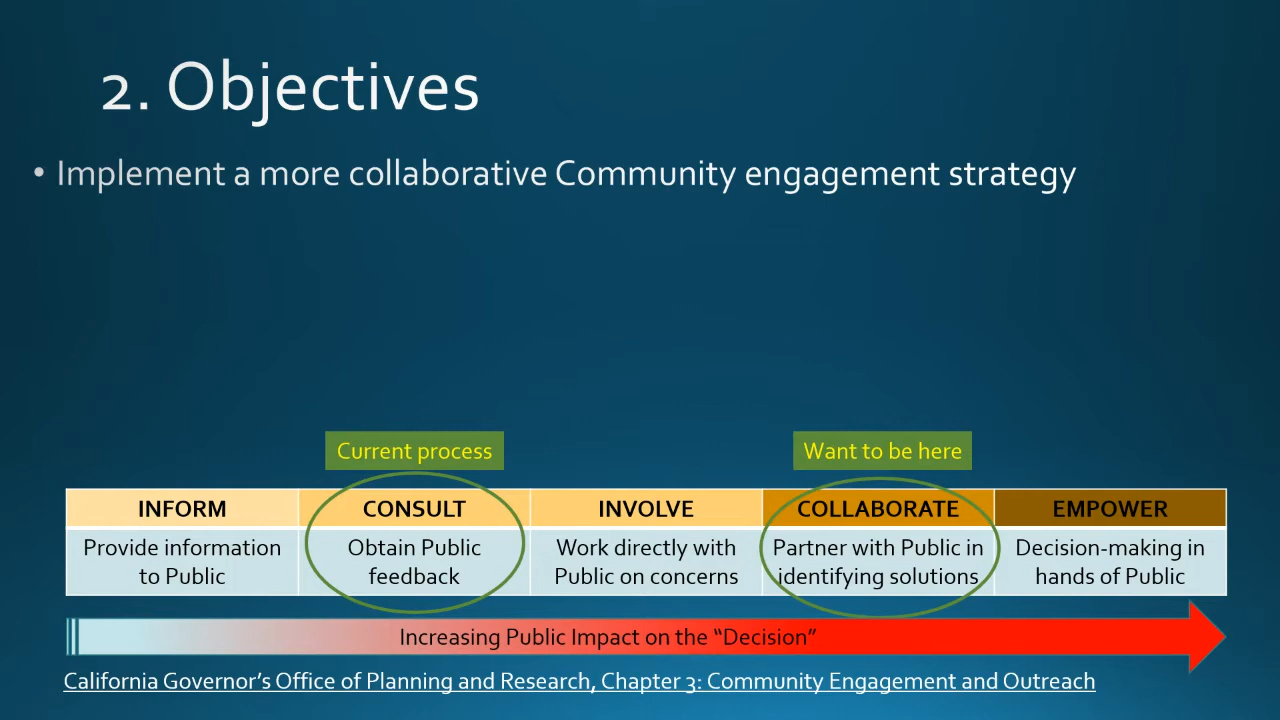 2. Objectives
• Implement a more collaborative Community engagement strategy
Current process
Want to be here
INFORM
CONSULT
INVOLVE
COLLABORATE
EMPOWER
Provide information
to Public
Obtain Public
feedback
Work directly with
Public on concerns
Partner with Public in
identifying solutions
Decision-making in
hands of Public
Increasing Public Impact on the “Decision”
California Governor’s Office of Planning and Research, Chapter 3: Community Engagement and Outreach